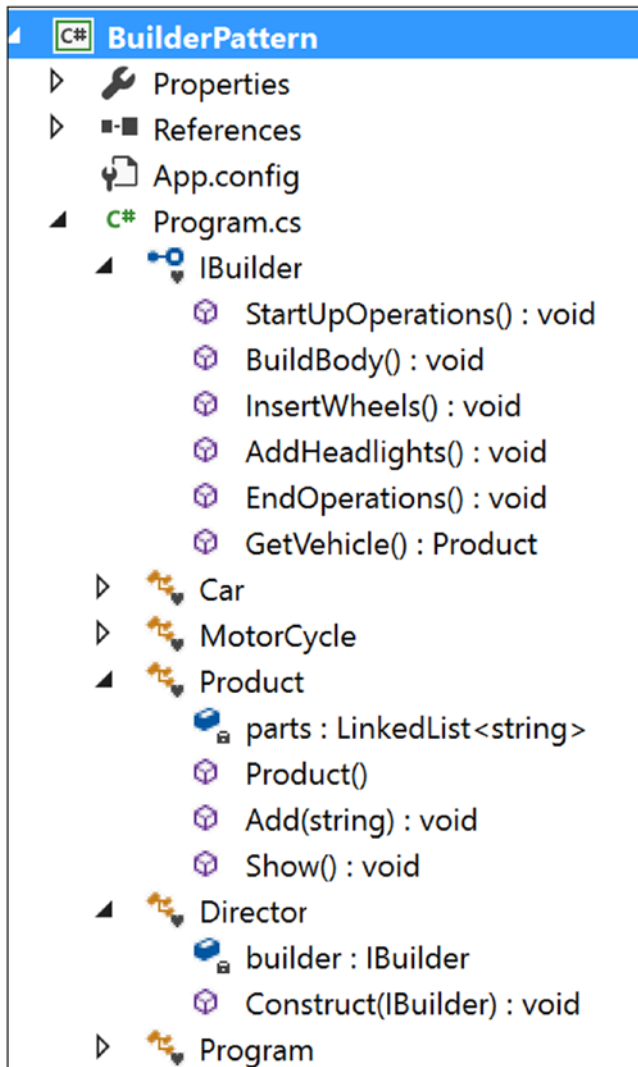 C# BuilderPattern
Properties
References
App.config
C# Program.cs
IBuilder
StartUpOperations() : void
BuildBody() : void
InsertWheels() : void
AddHeadlights() : void
EndOperations() : void
GetVehicle() : Product
Car
MotorCycle
Product
parts : LinkedList<string>
Product()
Add(string) : void
Show() : void
Director
builder : IBuilder
Construct(IBuilder) : void
Program